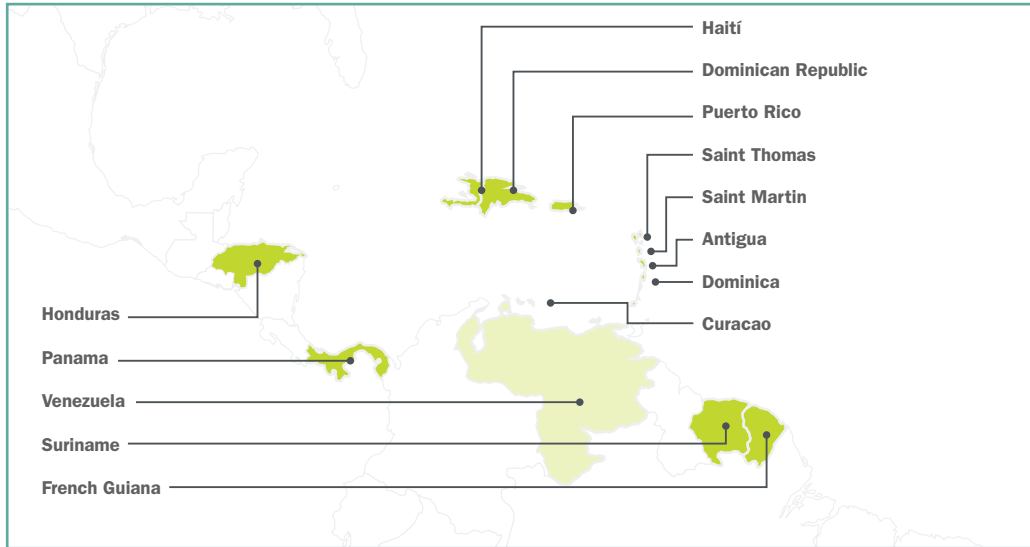 Haití
Dominican Republic
Puerto Rico
Saint Thomas
Saint Martin
Antigua
Dominica
Curacao
Honduras
Panama
Venezuela
Suriname
French Guiana